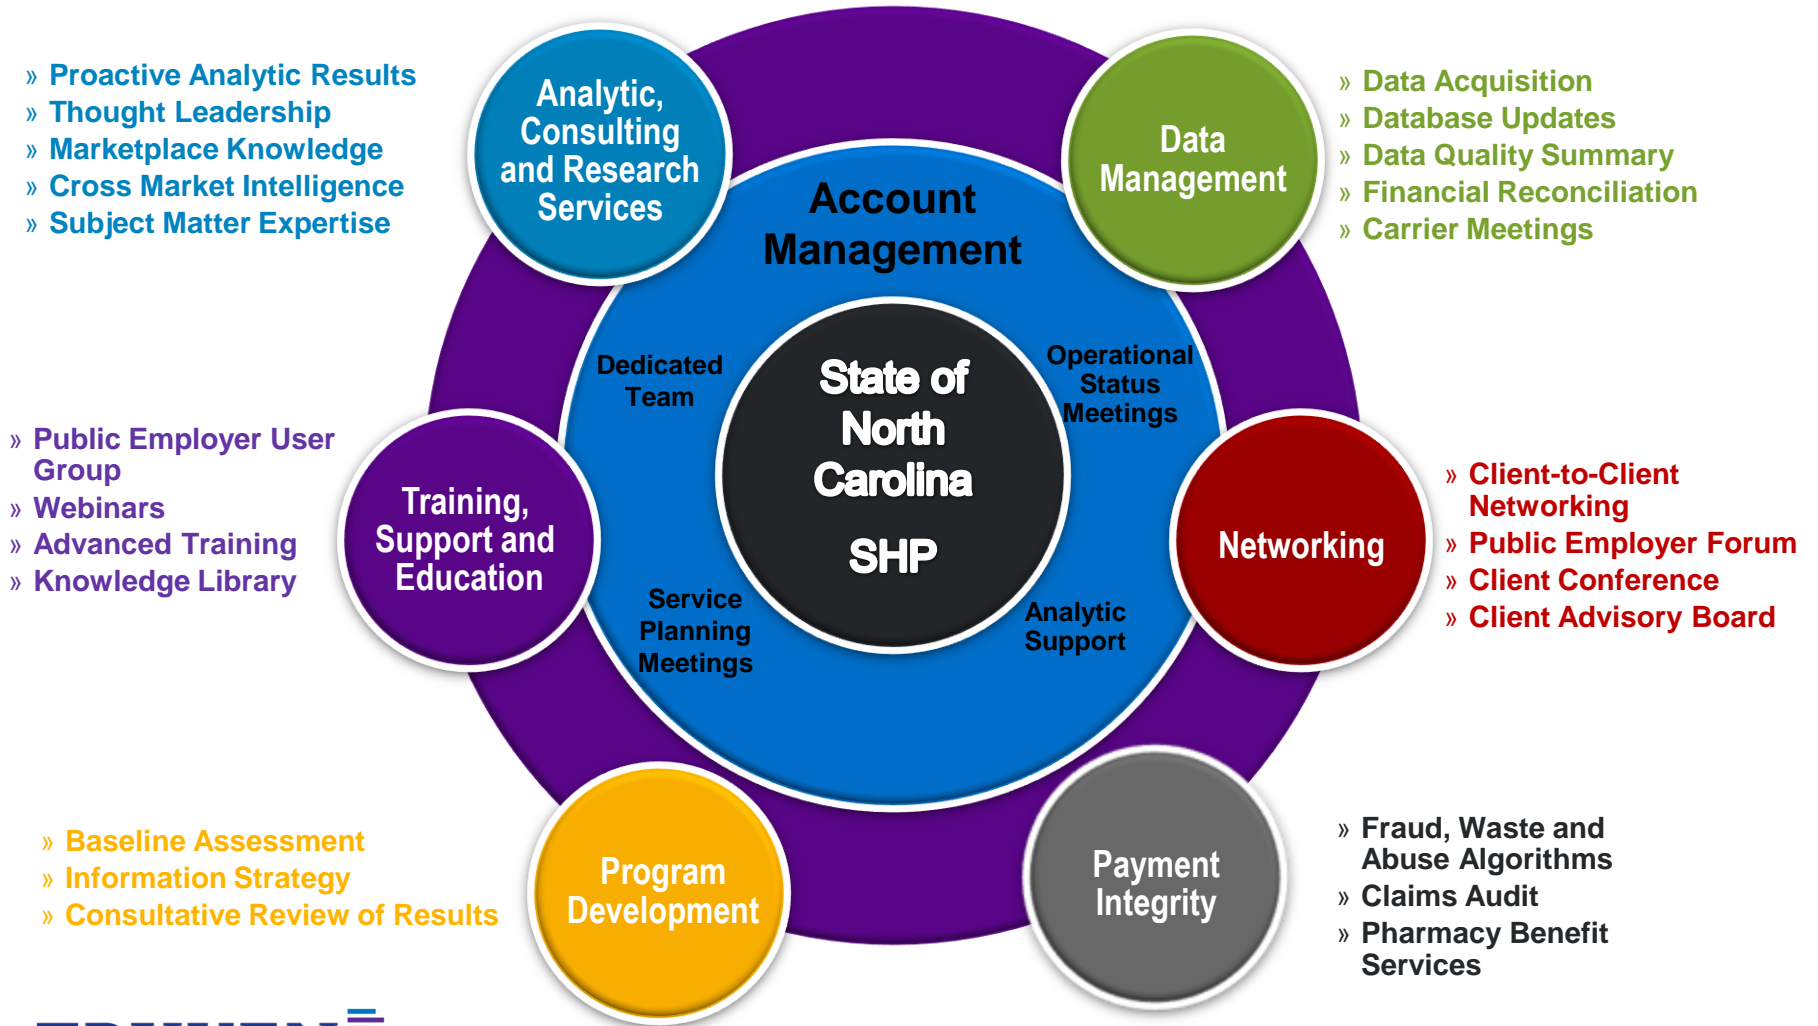 » Proactive Analytic Results
» Thought Leadership
» Marketplace Knowledge
» Cross Market Intelligence
» Subject Matter Expertise
Analytic,
Consulting
and Research
Services
Data
Management
» Data Acquisition
» Database Updates
» Data Quality Summary
» Financial Reconciliation
» Carrier Meetings
Account
Management
Dedicated
Team
Operational
Status
Meetings
State of
North
Carolina
SHP
Service
Planning
Meetings
Analytic
Support
» Public Employer User
Group
» Webinars
» Advanced Training
» Knowledge Library
Training,
Support and
Education
Networking
» Client-to-Client
Networking
» Public Employer Forum
» Client Conference
» Client Advisory Board
» Baseline Assessment
» Information Strategy
» Consultative Review of Results
Program
Development
Payment
Integrity
» Fraud, Waste and
Abuse Algorithms
» Claims Audit
» Pharmacy Benefit
Services